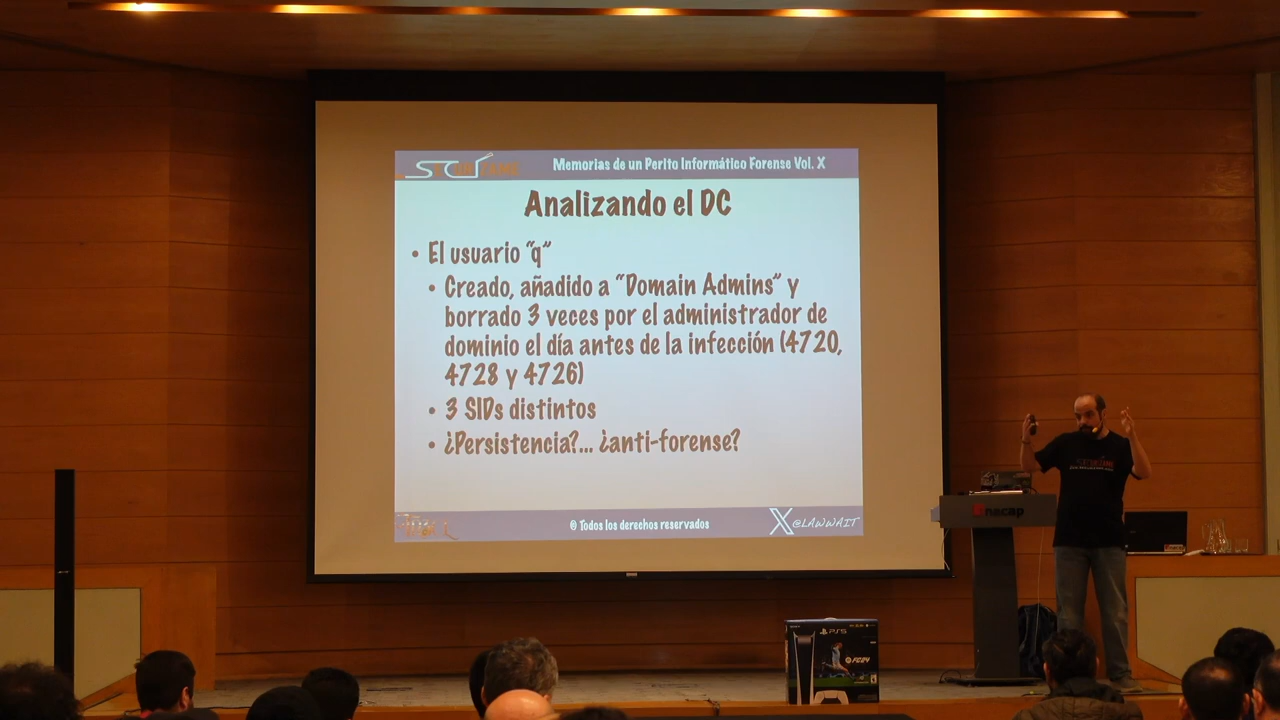 Memorias de un Perito Informático Forense Vol. X
Analizando el DC
• El usuario "q"
• Creado, añadido a "Domain Admins" y
borrado 3 veces por el administrador de
dominio el día antes de la infección (4720,
4728 y 4726)
• 3 SIDs distintos
• ¿Persistencia?... ¿anti-forense?
© Todos los derechos reservados
@LAWWAIT
inacap
PS5
FC24